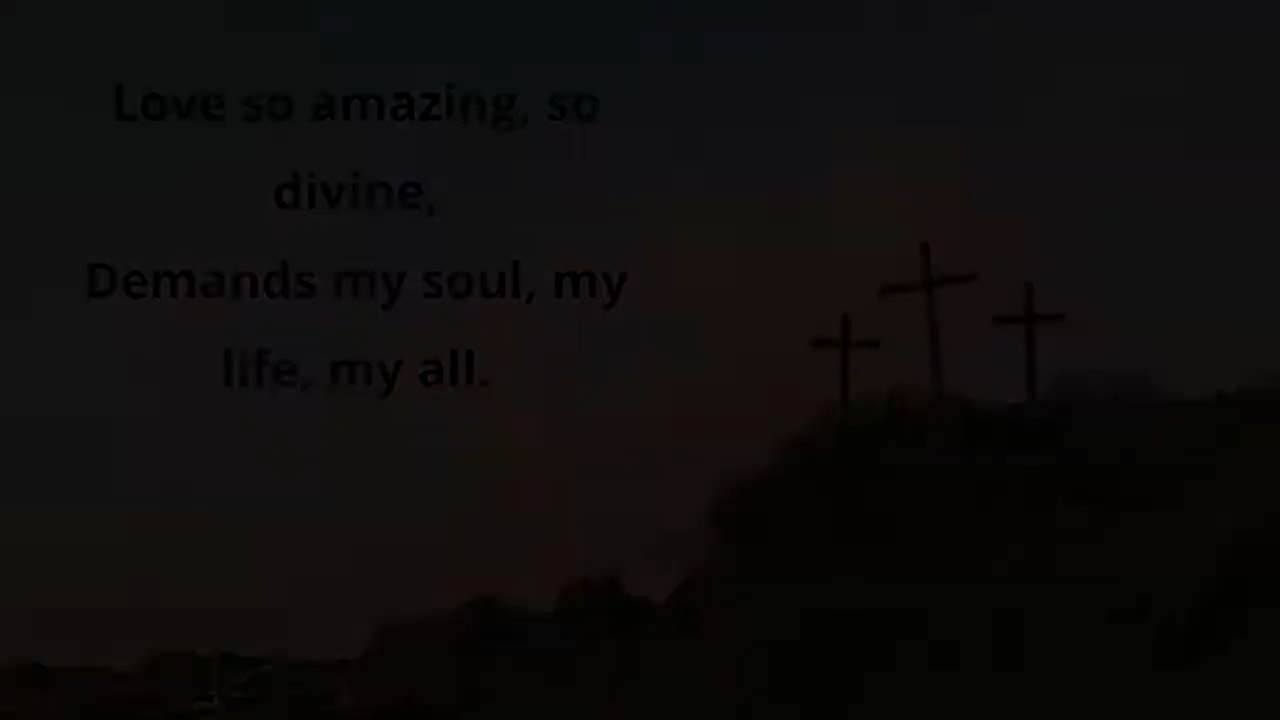 Love so amazing, so
divine,
Demands my soul, my
life, my all.